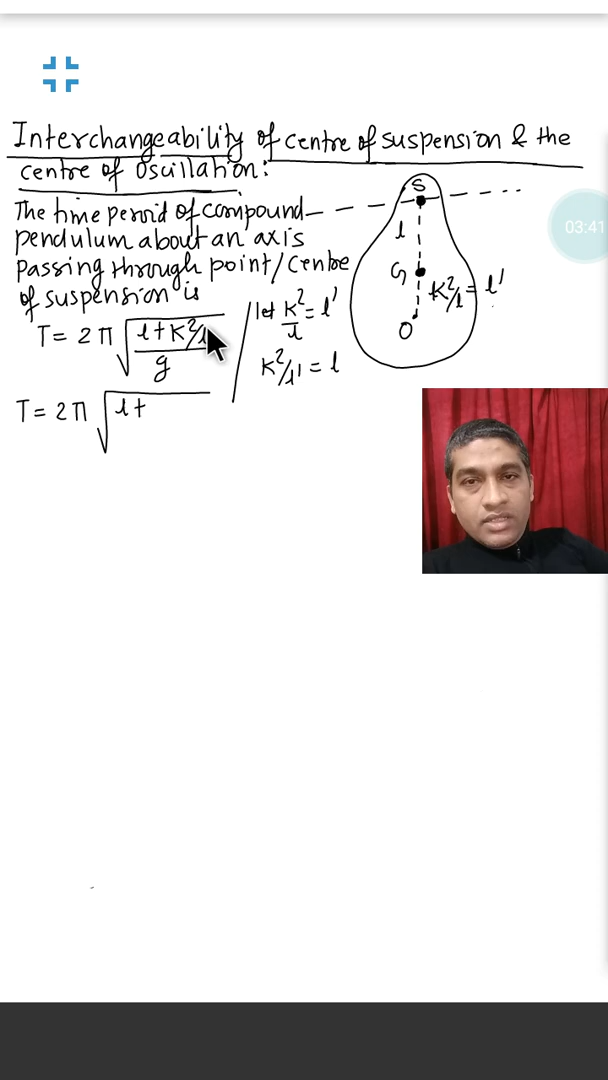 Interchangeability of centre of suspension & the
centre of Oscillation:
The time period of compound
pendulum about an axis
passing through point/centre
of suspension is
T = 2π √(l + K²/l / g)
let K²/l = l'
K²/l' = l
T = 2π √(l +
S
l
G
K²/l = l'
O
03:41